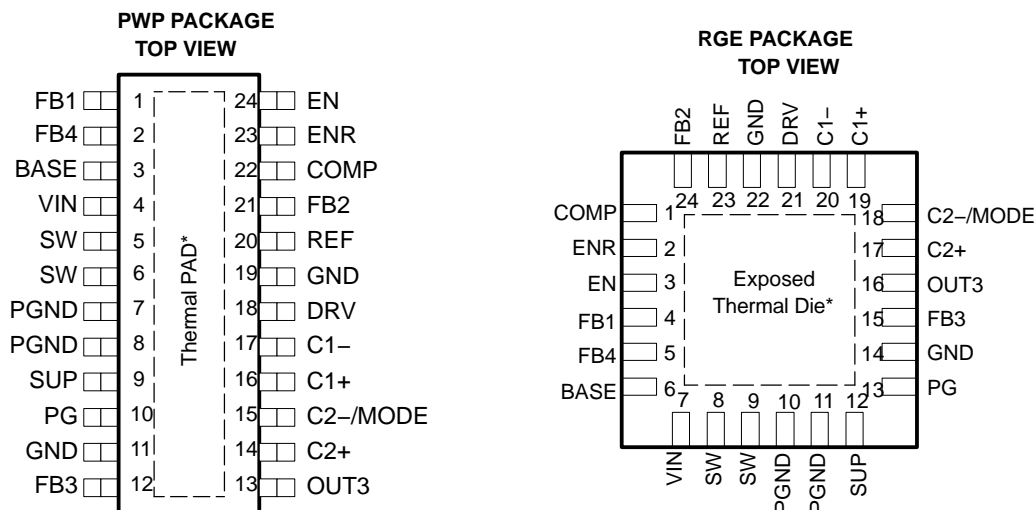 PWP PACKAGE
TOP VIEW
FB1 1 24 EN
FB4 2 23 ENR
BASE 3 22 COMP
VIN 4 21 FB2
SW 5 20 REF
SW 6 19 GND
PGND 7 18 DRV
PGND 8 17 C1−
SUP 9 16 C1+
PG 10 15 C2−/MODE
GND 11 14 C2+
FB3 12 13 OUT3
Thermal PAD*
RGE PACKAGE
TOP VIEW
FB2 REF GND DRV C1− C1+
24 23 22 21 20 19
COMP 1 18 C2−/MODE
ENR 2 17 C2+
EN 3 16 OUT3
FB1 4 15 FB3
FB4 5 14 GND
BASE 6 13 PG
Exposed
Thermal Die*
7 8 9 10 11 12
VIN SW SW PGND PGND SUP